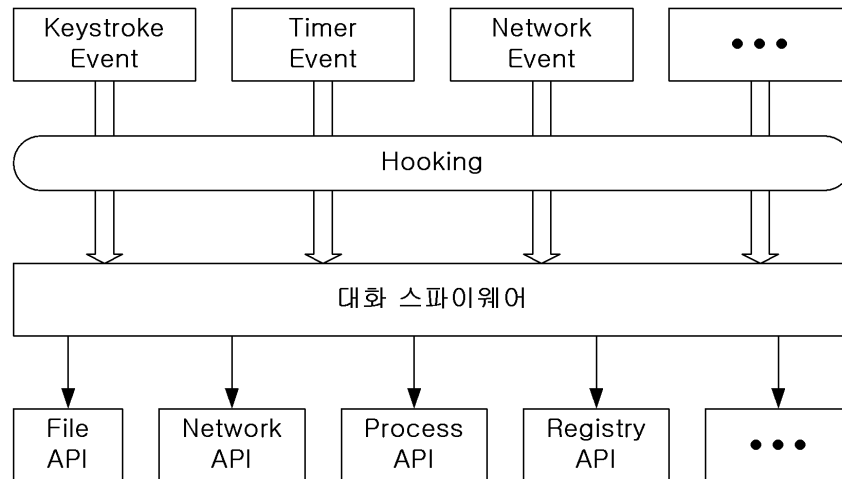 Keystroke
Event
Timer
Event
Network
Event
•••
Hooking
대화 스파이웨어
File
API
Network
API
Process
API
Registry
API
•••